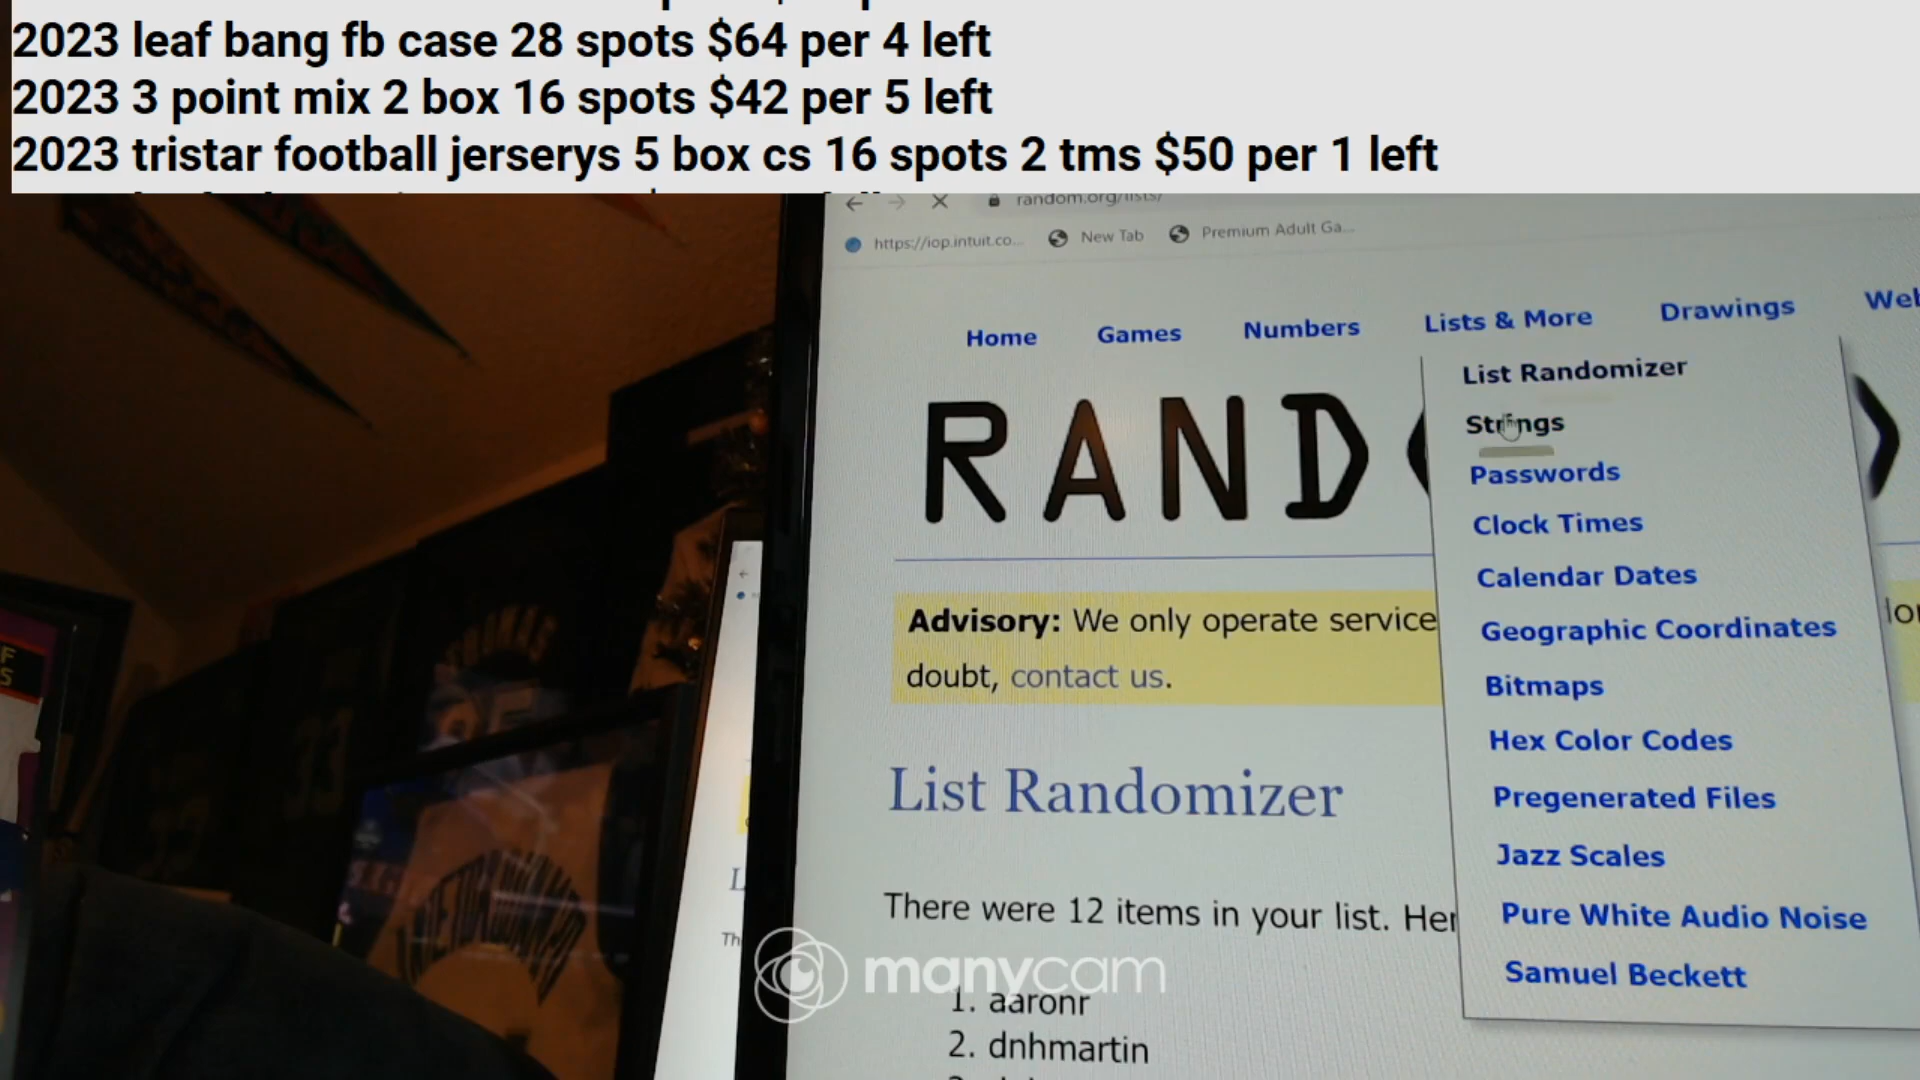 2023 leaf bang fb case 28 spots $64 per 4 left
2023 3 point mix 2 box 16 spots $42 per 5 left
2023 tristar football jerserys 5 box cs 16 spots 2 tms $50 per 1 left
random.org/lists/
https://iop.intuit.co... New Tab Premium Adult Ga...
Home Games Numbers Lists & More Drawings
List Randomizer
Strings
Passwords
Clock Times
Calendar Dates
Geographic Coordinates
Bitmaps
Hex Color Codes
Pregenerated Files
Jazz Scales
Pure White Audio Noise
Samuel Beckett
RAND
Advisory: We only operate service
doubt, contact us.
List Randomizer
There were 12 items in your list. Her
manycam
1. aaronr
2. dnhmartin